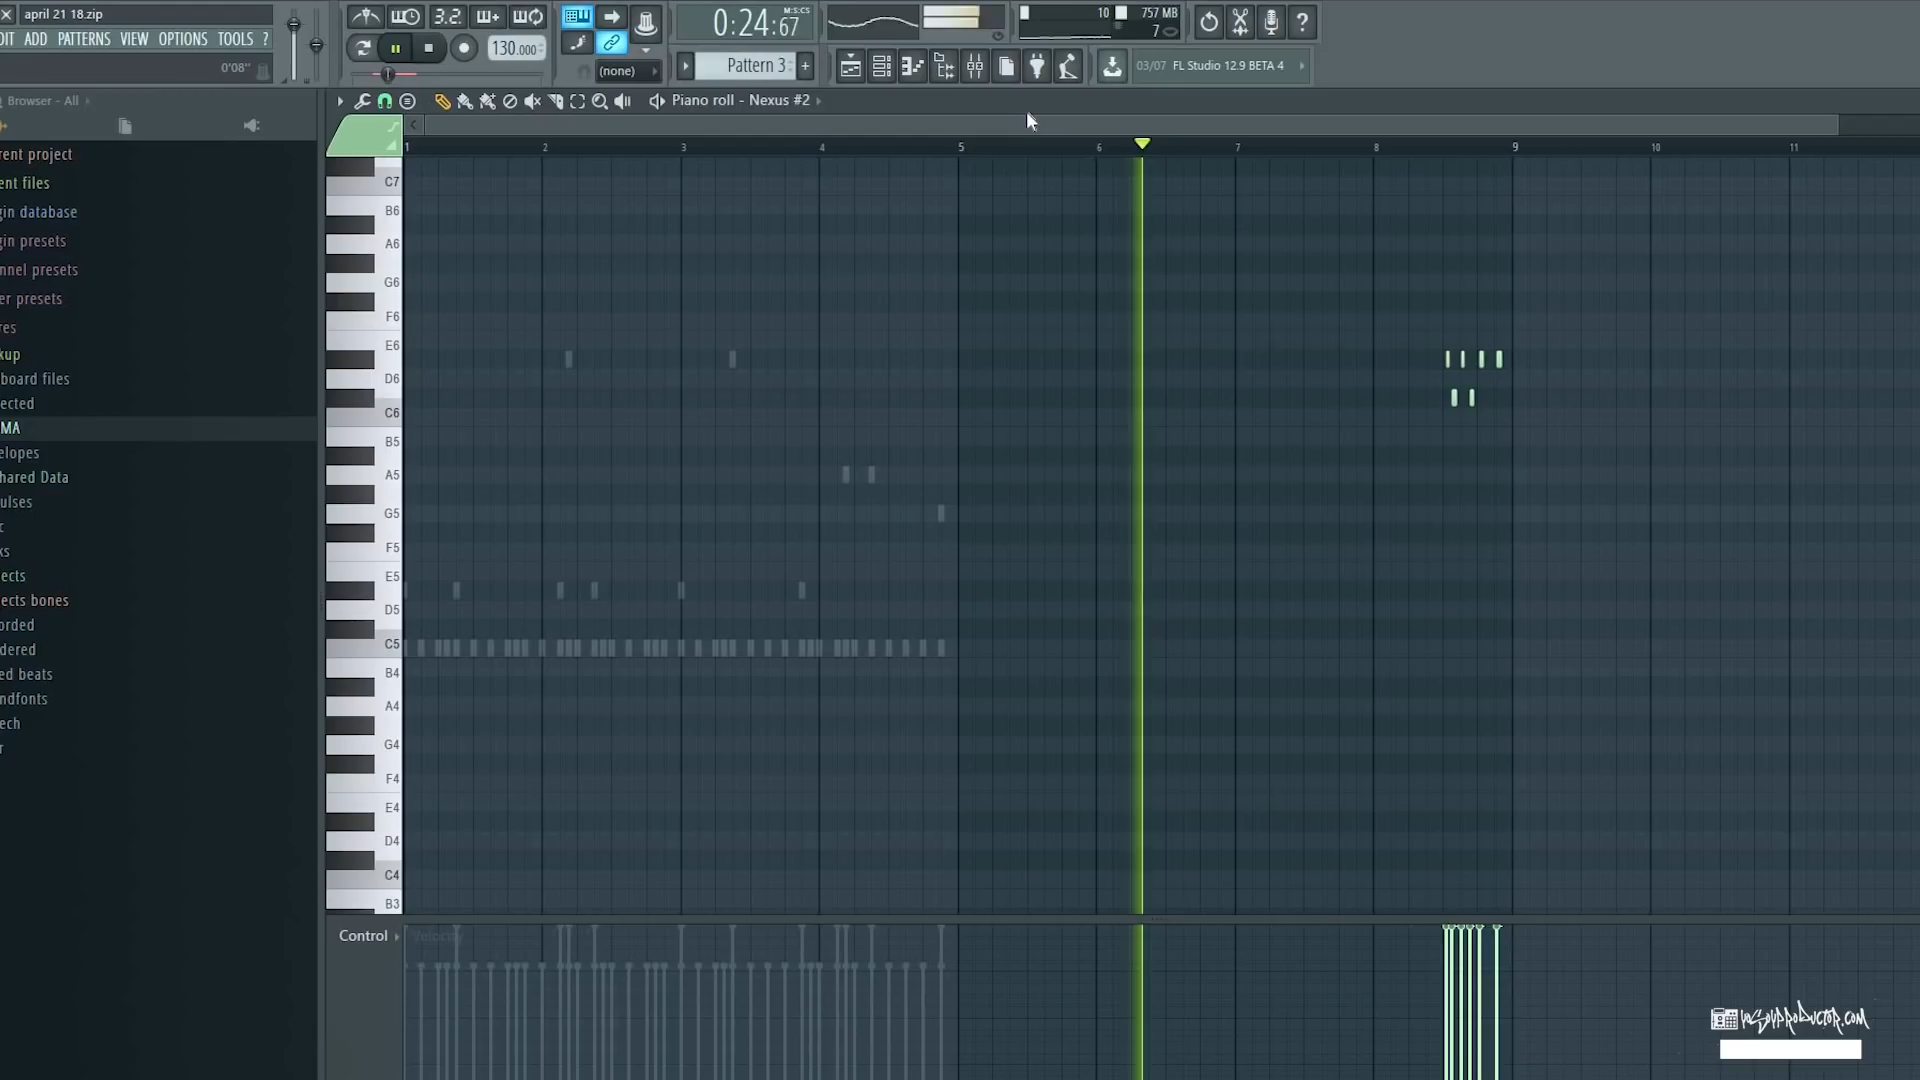 april 21 18.zip
DIT ADD PATTERNS VIEW OPTIONS TOOLS ?
0'08"
3.2.
130.000
(none)
0:24:67
M:S:CS
Pattern 3
+
10
757 MB
7
?
03/07 FL Studio 12.9 BETA 4
Browser - All
rent project
ent files
gin database
gin presets
nnel presets
er presets
res
kup
board files
ected
MA
elopes
hared Data
ulses
c
ks
ects
ects bones
orded
dered
ed beats
ndfonts
ech
r
Piano roll - Nexus #2
1 2 3 4 5 6 7 8 9 10 11
C7
B6
A6
G6
F6
E6
D6
C6
B5
A5
G5
F5
E5
D5
C5
B4
A4
G4
F4
E4
D4
C4
B3
Control
Velocity
YOSOYPRODUCTOR.COM